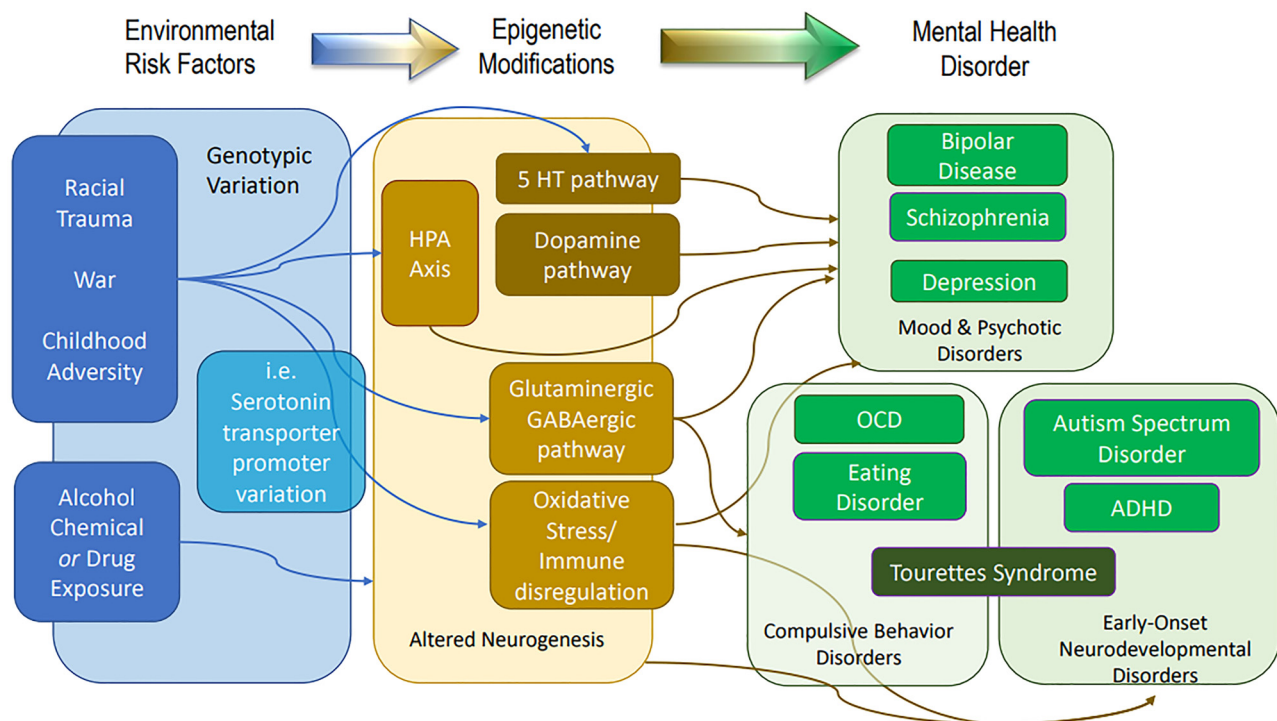 Environmental
Risk Factors
Epigenetic
Modifications
Mental Health
Disorder
Genotypic
Variation
Racial
Trauma
War
Childhood
Adversity
i.e.
Serotonin
transporter
promoter
variation
Alcohol
Chemical
or Drug
Exposure
5 HT pathway
HPA
Axis
Dopamine
pathway
Glutaminergic
GABAergic
pathway
Oxidative
Stress/
Immune
disregulation
Altered Neurogenesis
Bipolar
Disease
Schizophrenia
Depression
Mood & Psychotic
Disorders
OCD
Eating
Disorder
Autism Spectrum
Disorder
ADHD
Tourettes Syndrome
Compulsive Behavior
Disorders
Early-Onset
Neurodevelopmental
Disorders